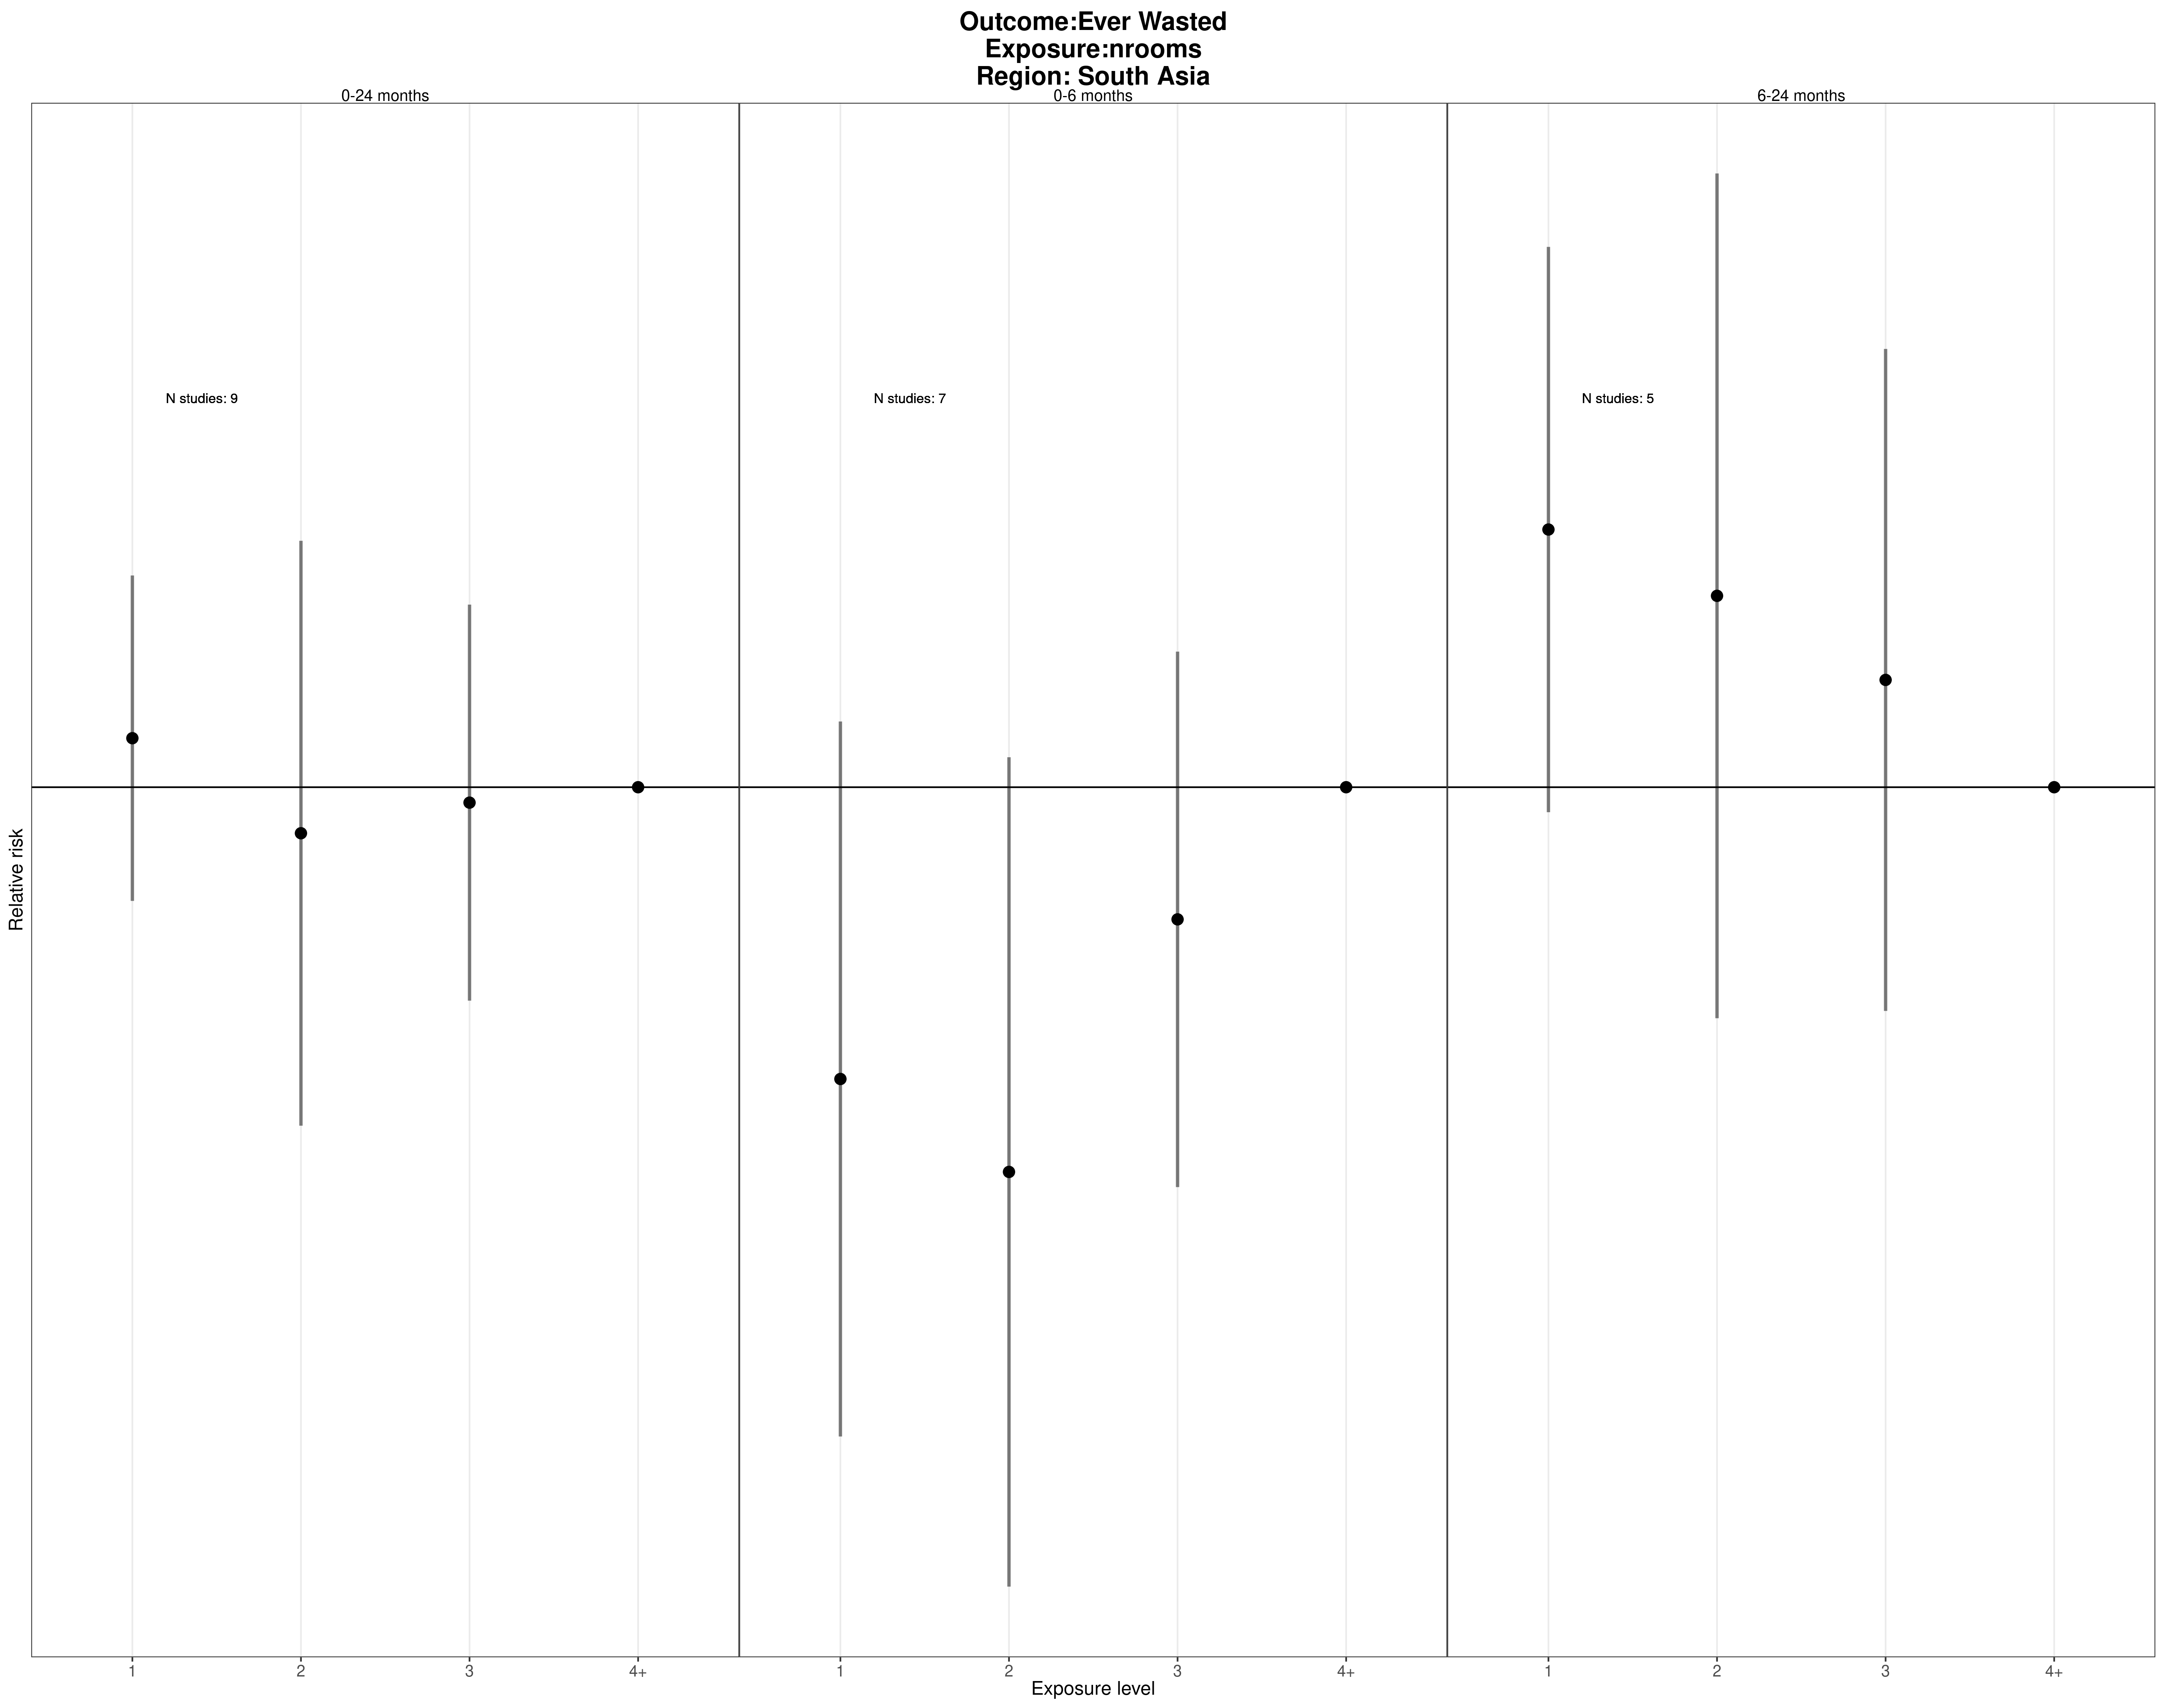 Outcome:Ever Wasted
Exposure:nrooms
Region: South Asia
0-24 months
0-6 months
6-24 months
N studies: 9
N studies: 7
N studies: 5
Relative risk
1 2 3 4+ 1 2 3 4+ 1 2 3 4+
Exposure level